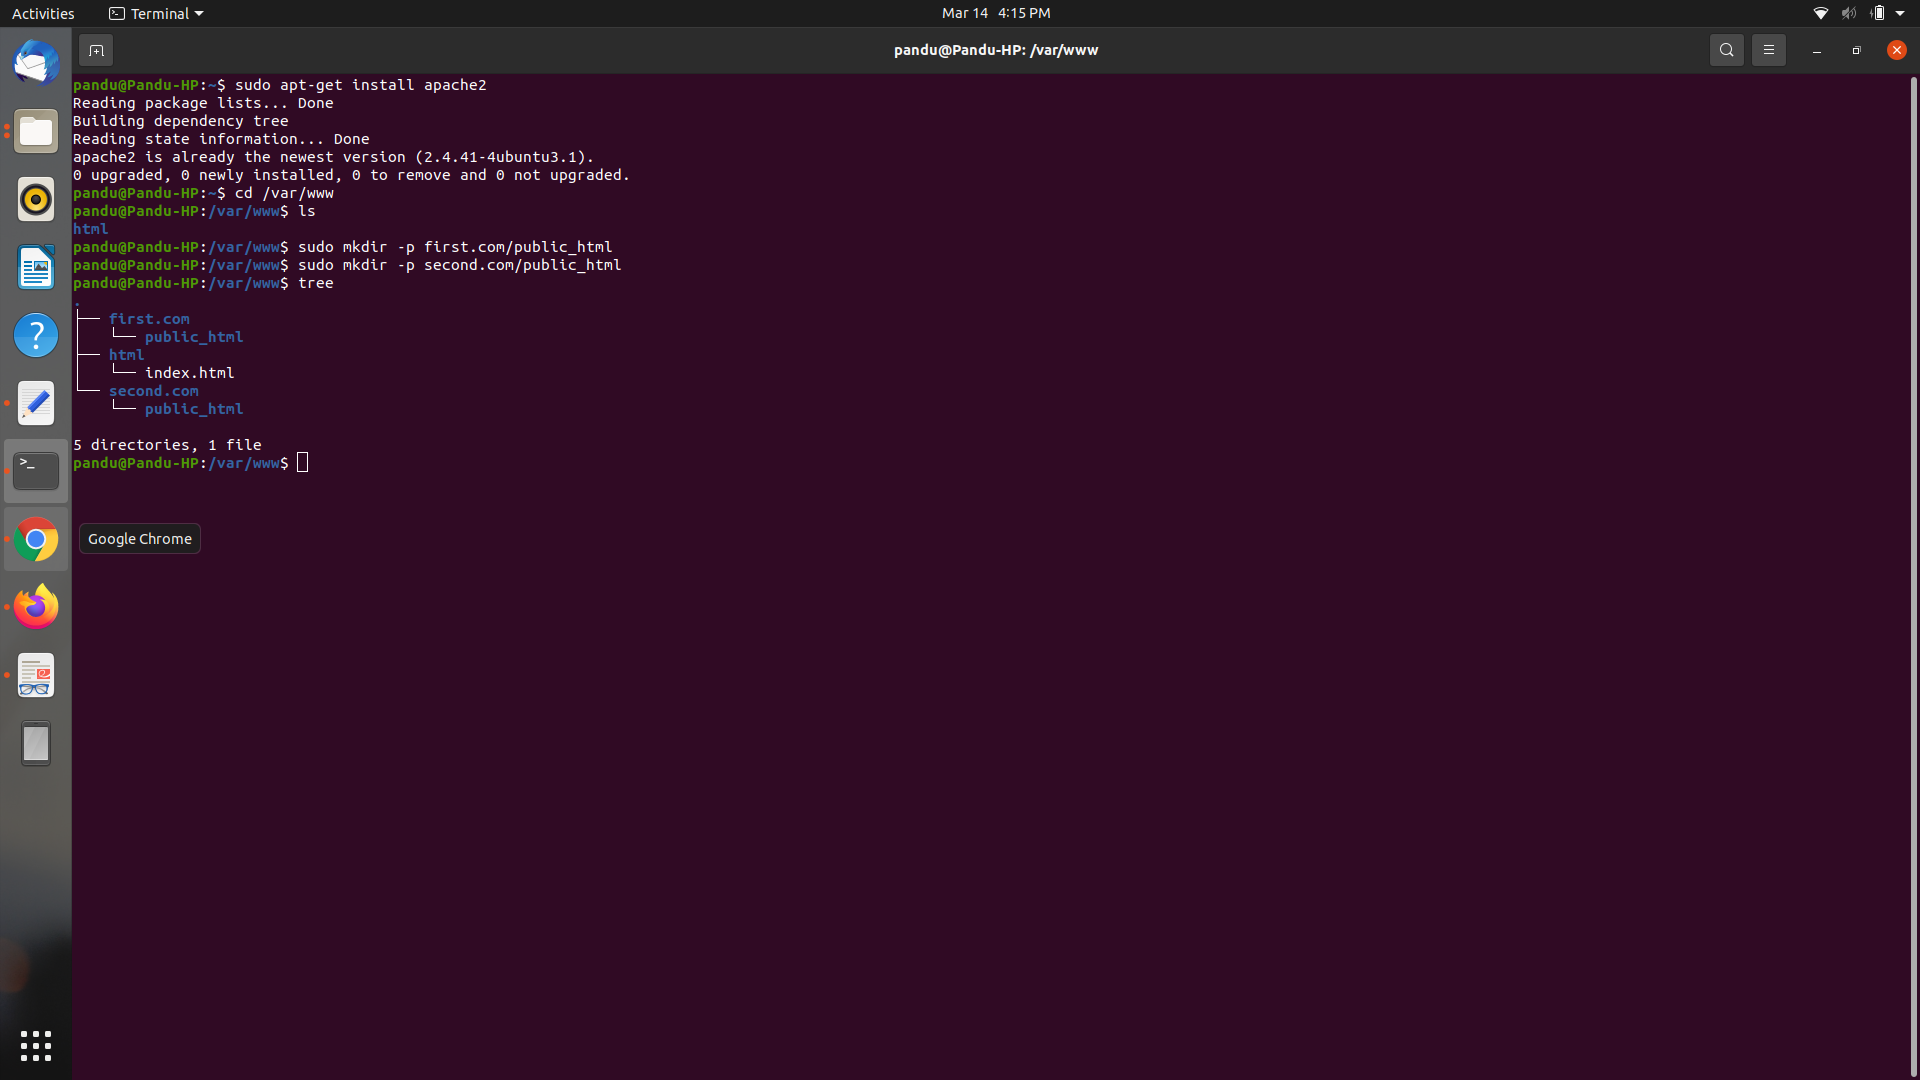 Activities
Terminal
Mar 14 4:15 PM
pandu@Pandu-HP: /var/www
pandu@Pandu-HP:~$ sudo apt-get install apache2
Reading package lists... Done
Building dependency tree
Reading state information... Done
apache2 is already the newest version (2.4.41-4ubuntu3.1).
0 upgraded, 0 newly installed, 0 to remove and 0 not upgraded.
pandu@Pandu-HP:~$ cd /var/www
pandu@Pandu-HP:/var/www$ ls
html
pandu@Pandu-HP:/var/www$ sudo mkdir -p first.com/public_html
pandu@Pandu-HP:/var/www$ sudo mkdir -p second.com/public_html
pandu@Pandu-HP:/var/www$ tree
.
├── first.com
│   └── public_html
├── html
│   └── index.html
└── second.com
    └── public_html
5 directories, 1 file
pandu@Pandu-HP:/var/www$
Google Chrome